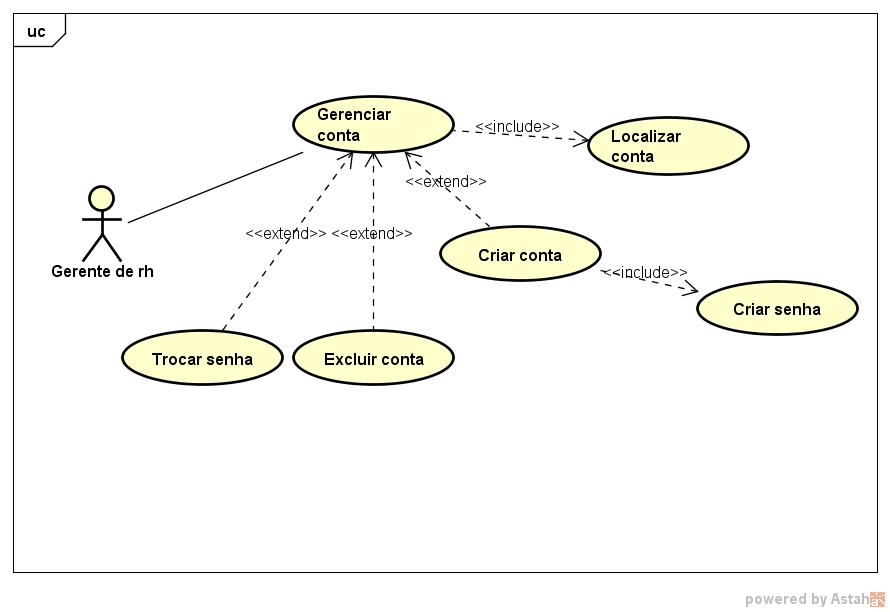 uc
Gerenciar
conta
<<include>>
Localizar
conta
<<extend>>
<<extend>>
<<extend>>
Criar conta
Gerente de rh
<<include>>
Criar senha
Trocar senha
Excluir conta
powered by Astah